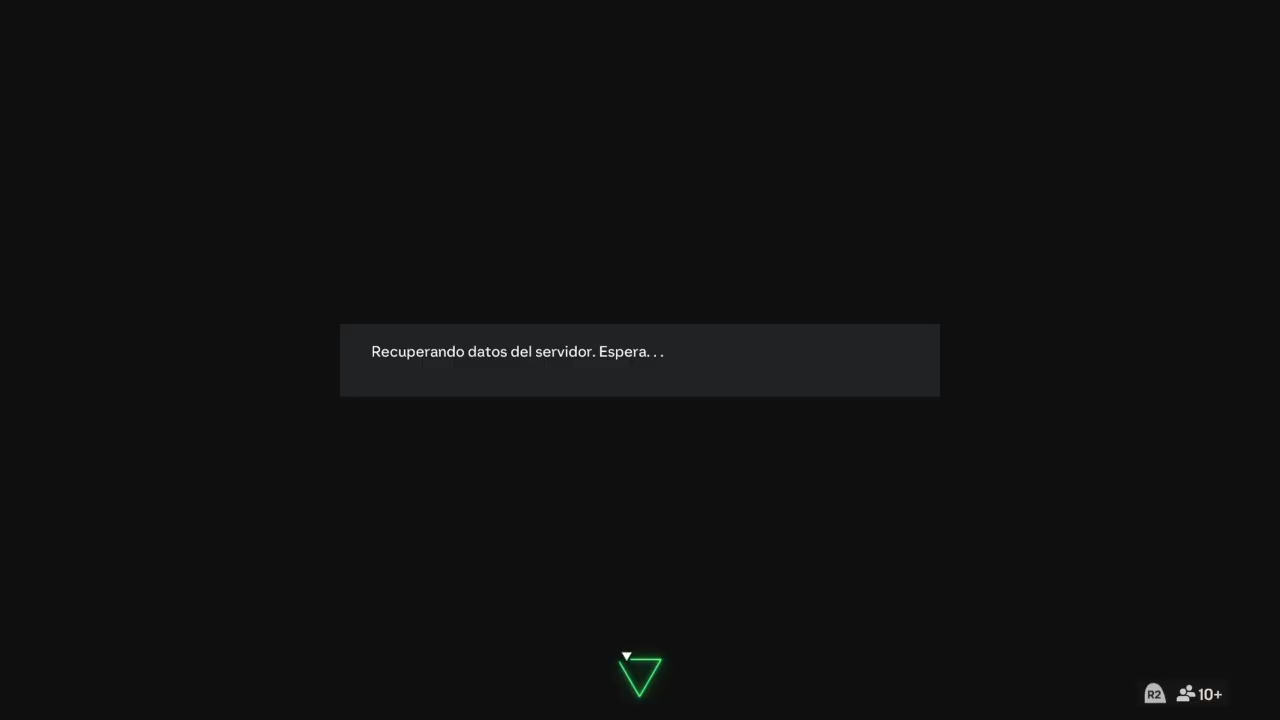 Recuperando datos del servidor. Espera. . .
R2 10+